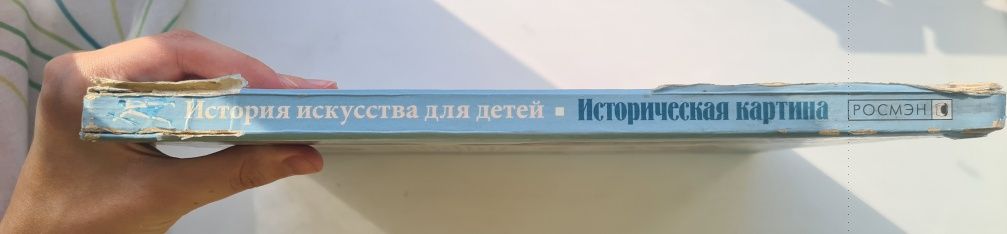 История искусства для детей ▪ Историческая картина РОСМЭН